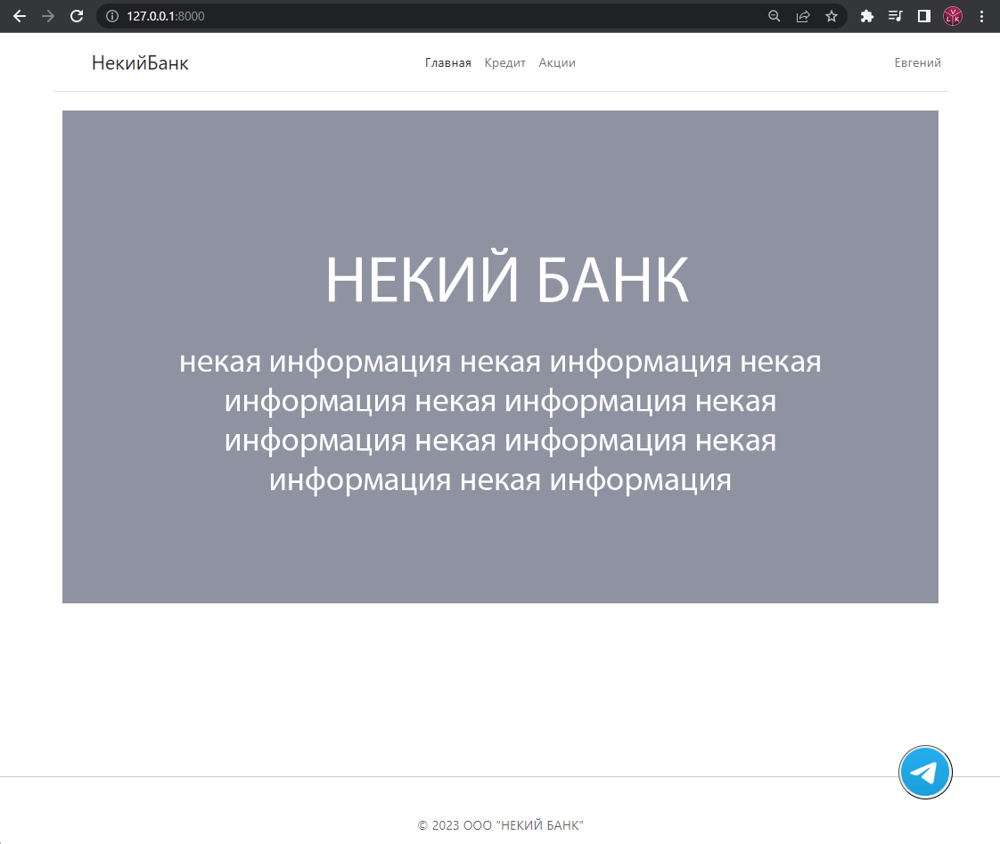 127.0.0.1:8000
НекийБанк
Главная Кредит Акции
Евгений
НЕКИЙ БАНК
некая информация некая информация некая
информация некая информация некая
информация некая информация некая
информация некая информация
© 2023 ООО "НЕКИЙ БАНК"